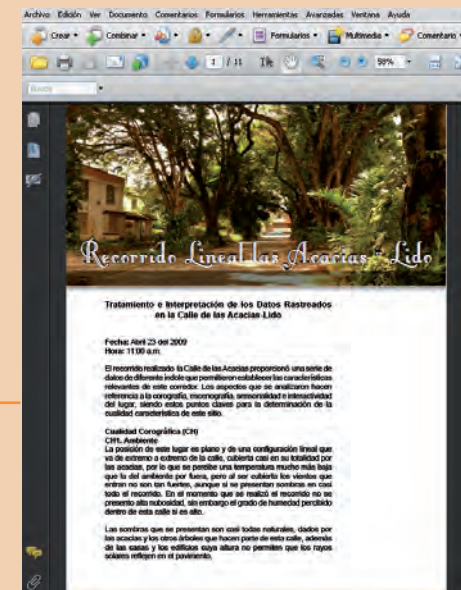 Archivo Edición Ver Documento Comentarios Formularios Herramientas Avanzadas Ventana Ayuda
Crear Combinar Formularios Multimedia Comentario
1 / 11 98%
Buscar
Recorrido Lineal las Acacias - Lido
Tratamiento e Interpretación de los Datos Rastreados
en la Calle de las Acacias-Lido
Fecha: Abril 23 del 2009
Hora: 11:00 a.m.
El recorrido realizado la Calle de las Acacias proporcionó una serie de
datos de diferente índole que permitieron establecer las características
relevantes de este corredor. Los aspectos que se analizaron hacen
referencia a la corografía, escenografía, sensorialidad e interactividad
del lugar, siendo estos puntos claves para la determinación de la
cualidad característica de este sitio.
Cualidad Corográfica (CH)
CH1. Ambiente
La posición de este lugar es plano y de una configuración lineal que
va de extremo a extremo de la calle, cubierta casi en su totalidad por
las acacias, por lo que se percibe una temperatura mucho más baja
que la del ambiente por fuera, pero al ser cubierto los vientos que
entran no son tan fuertes, aunque si se presentan sombras en casi
todo el recorrido. En el momento que se realizó el recorrido no se
presento alta nubosidad, sin embargo el grado de humedad percibido
dentro de esta calle si es alto.
Las sombras que se presentan son casi todas naturales, dados por
las acacias y los otros árboles que hacen parte de esta calle, además
de las casas y los edificios cuya altura no permiten que los rayos
solares reflejen en el pavimento.